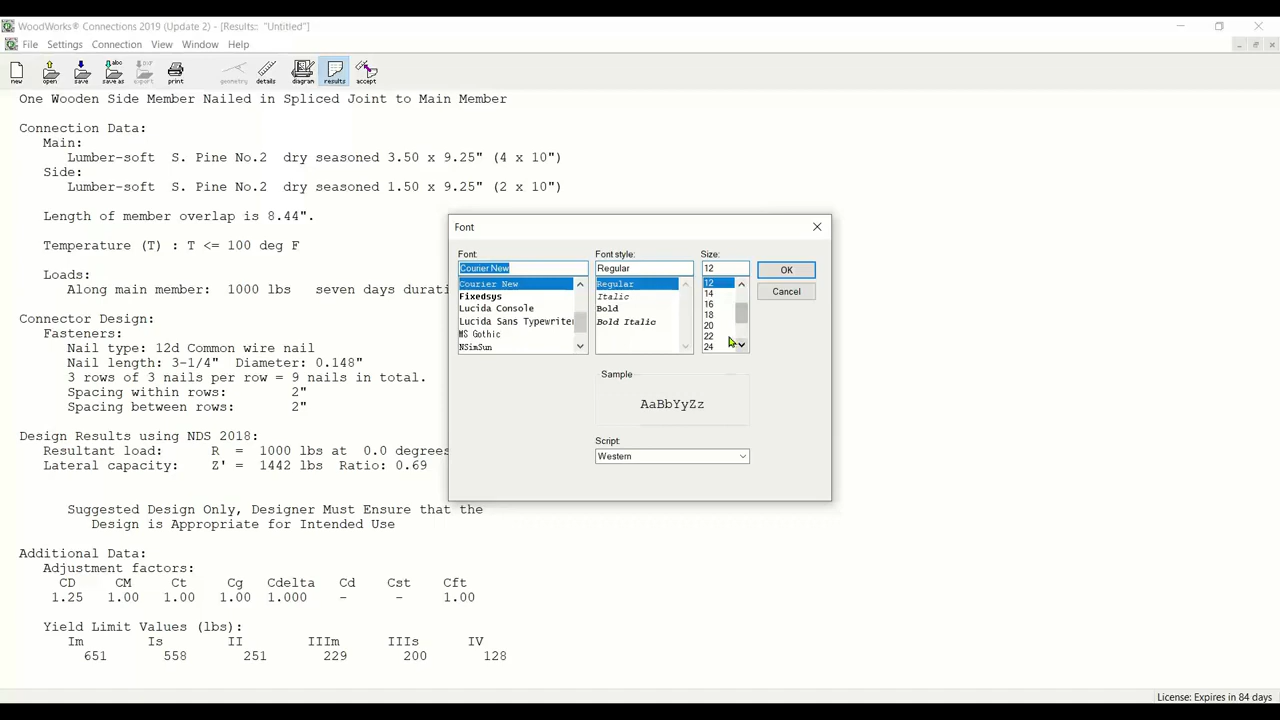 WoodWorks® Connections 2019 (Update 2) - [Results:: "Untitled"]
File Settings Connection View Window Help
new open save save as export print geometry details diagram results accept
abc DXF
One Wooden Side Member Nailed in Spliced Joint to Main Member
Connection Data:
Main:
Lumber-soft S. Pine No.2 dry seasoned 3.50 x 9.25" (4 x 10")
Side:
Lumber-soft S. Pine No.2 dry seasoned 1.50 x 9.25" (2 x 10")
Length of member overlap is 8.44".
Temperature (T) : T <= 100 deg F
Loads:
Along main member: 1000 lbs seven days durati
Connector Design:
Fasteners:
Nail type: 12d Common wire nail
Nail length: 3-1/4" Diameter: 0.148"
3 rows of 3 nails per row = 9 nails in total.
Spacing within rows: 2"
Spacing between rows: 2"
Design Results using NDS 2018:
Resultant load: R = 1000 lbs at 0.0 degrees
Lateral capacity: Z' = 1442 lbs Ratio: 0.69
Suggested Design Only, Designer Must Ensure that the
Design is Appropriate for Intended Use
Additional Data:
Adjustment factors:
CD CM Ct Cg Cdelta Cd Cst Cft
1.25 1.00 1.00 1.00 1.000 - - 1.00
Yield Limit Values (lbs):
Im Is II IIIm IIIs IV
651 558 251 229 200 128
Font
Font: Font style: Size:
Courier New Regular 12 OK
Courier New Regular 12 Cancel
Fixedsys Italic 14
Lucida Console Bold 16
Lucida Sans Typewriter Bold Italic 18
MS Gothic 20
NSimSun 22
24
Sample
AaBbYyZz
Script:
Western
License: Expires in 84 days